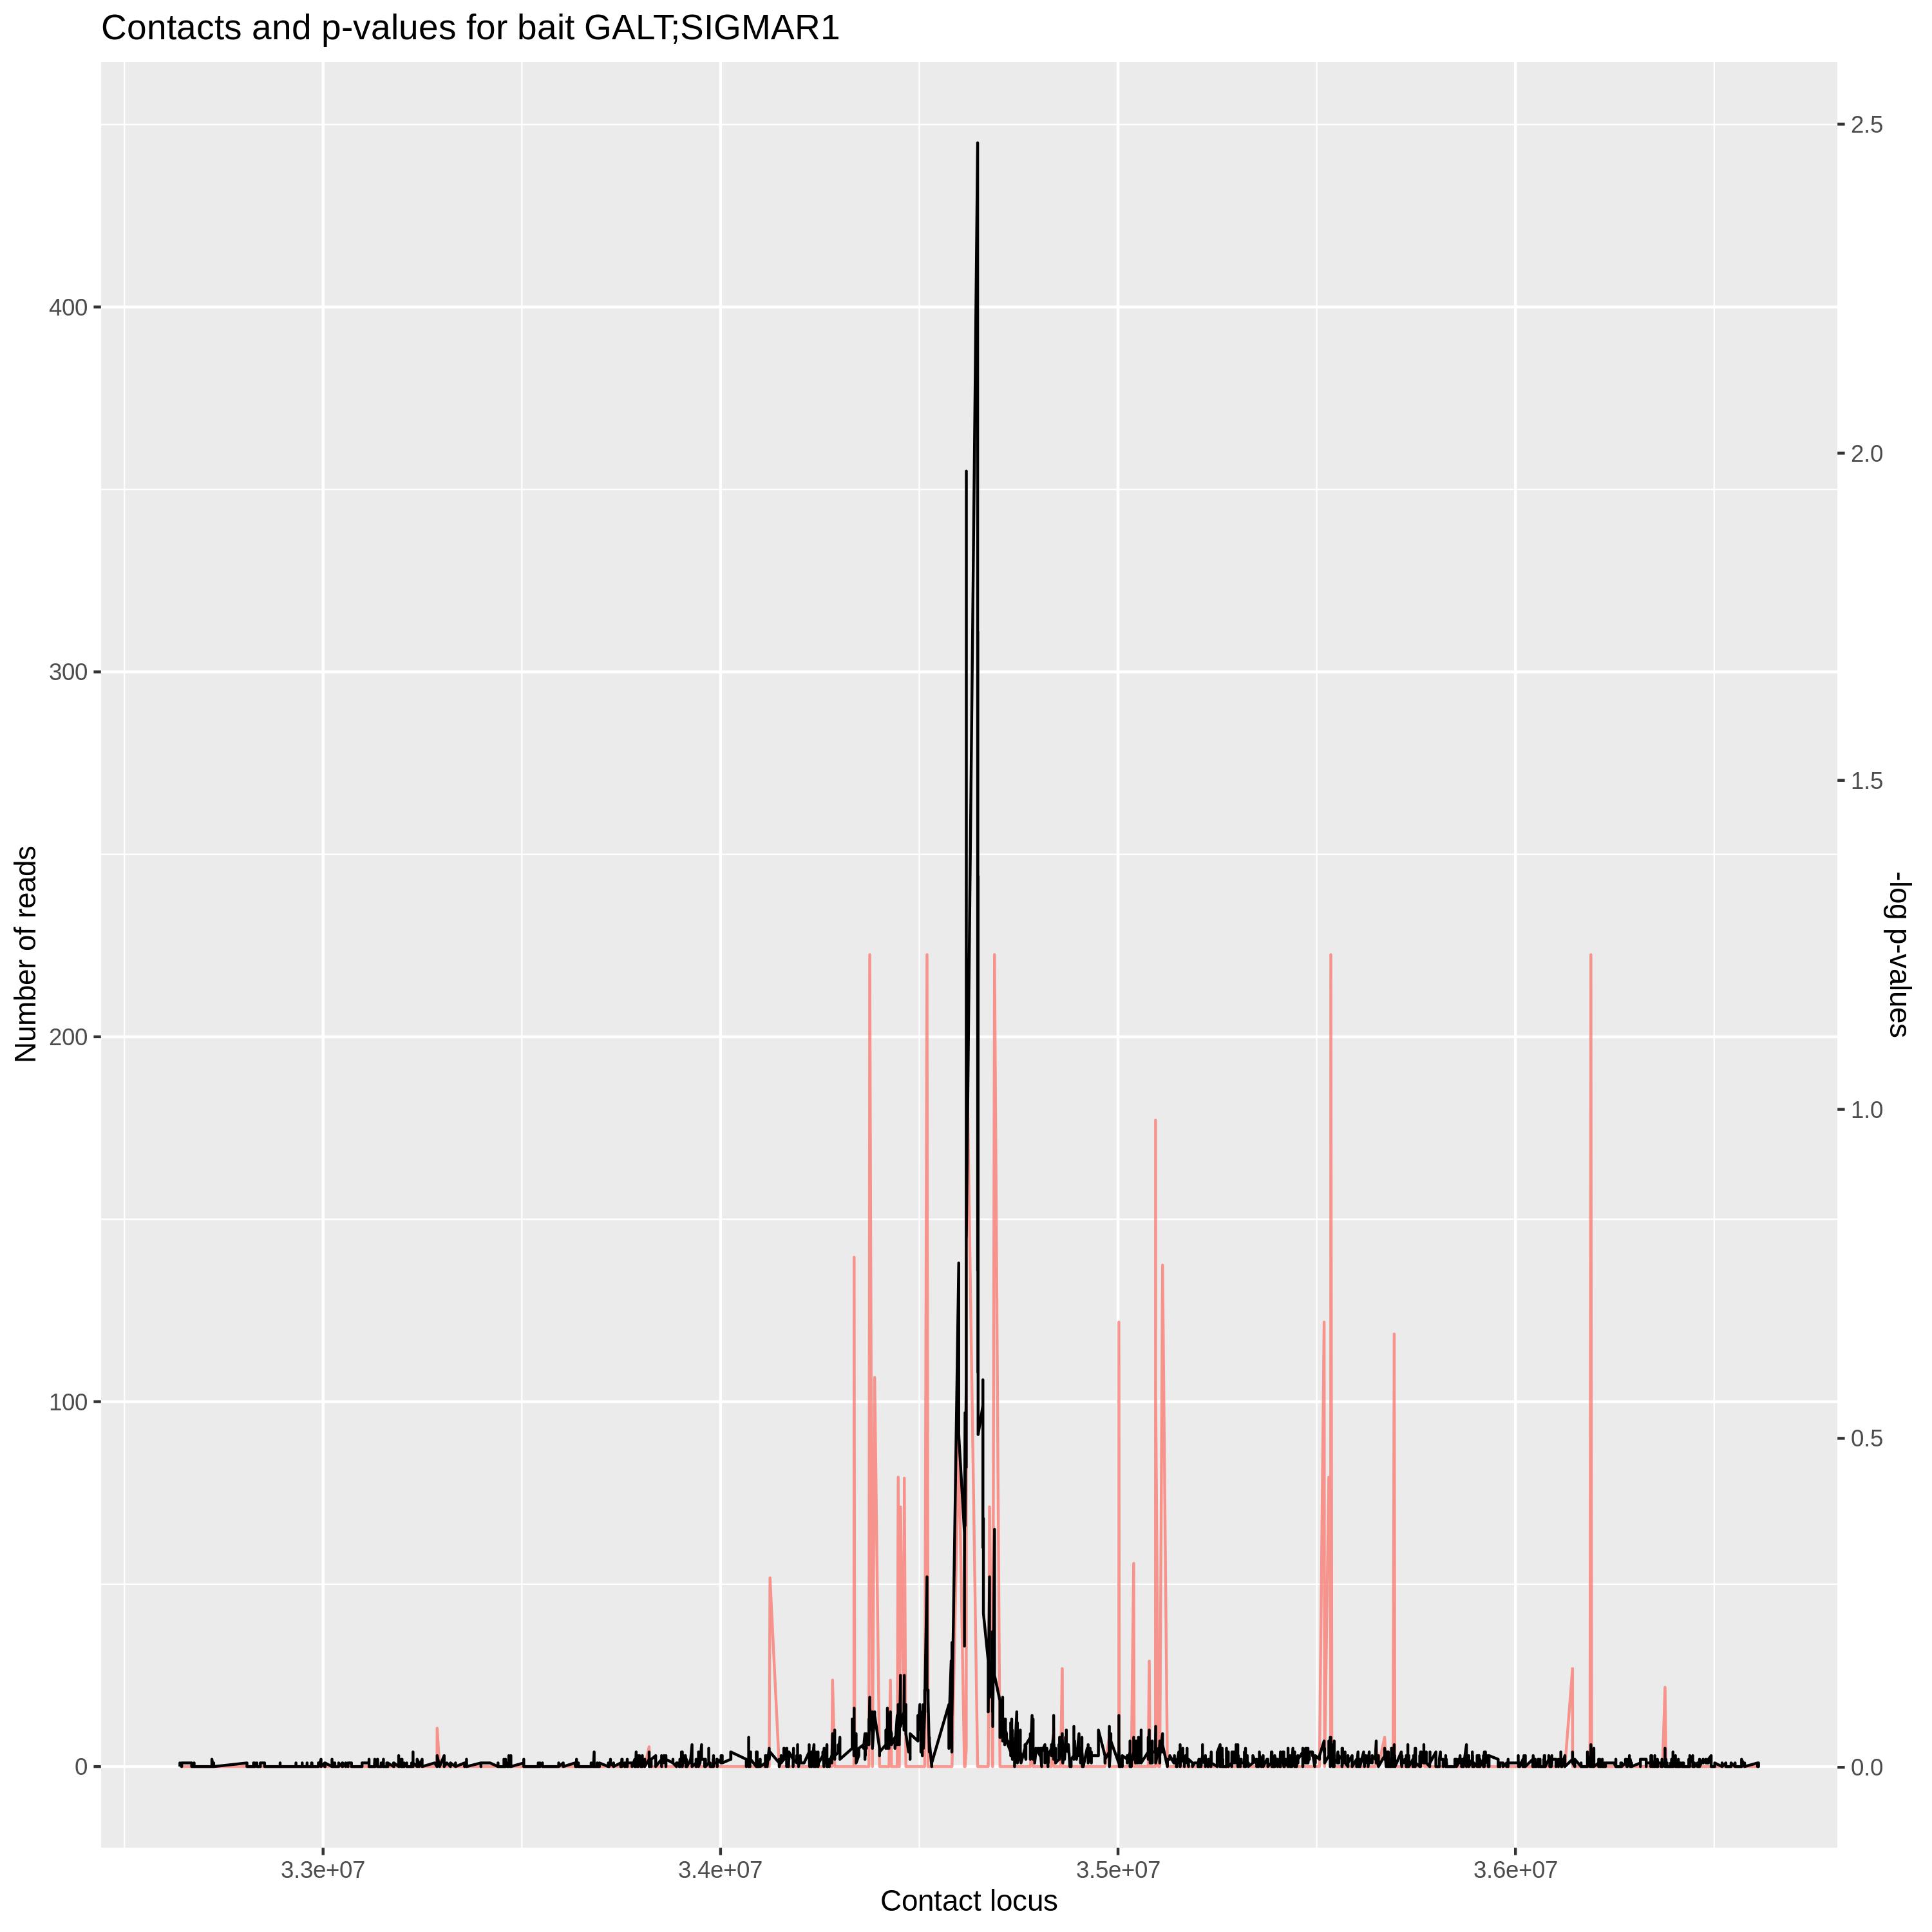 Contacts and p-values for bait GALT;SIGMAR1
2.5
400
2.0
300
1.5
Number of reads
-log p-values
200
1.0
100
0.5
0
0.0
3.3e+07
3.4e+07
3.5e+07
3.6e+07
Contact locus